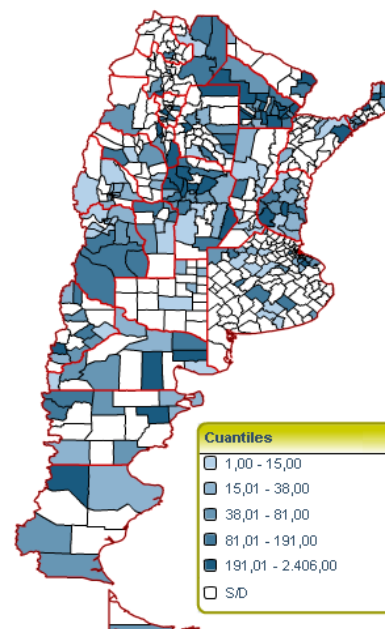 Cuantiles
1,00 - 15,00
15,01 - 38,00
38,01 - 81,00
81,01 - 191,00
191,01 - 2.406,00
S/D